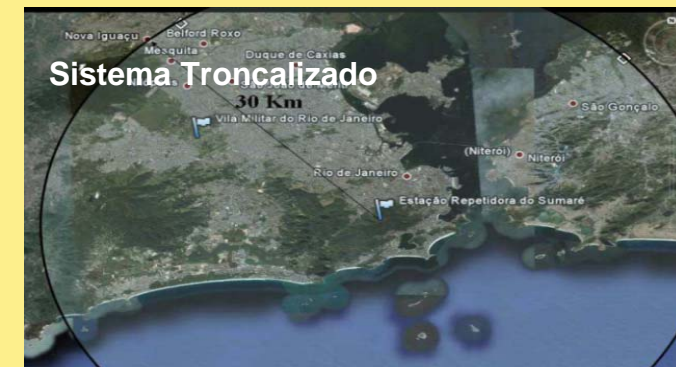 Nova Iguaçu
Belford Roxo
Mesquita
Duque de Caxias
Sistema Troncalizado
30 Km
São Gonçalo
Vila Militar do Rio de Janeiro
(Niterói)
Niterói
Rio de Janeiro
Estação Repetidora do Sumaré